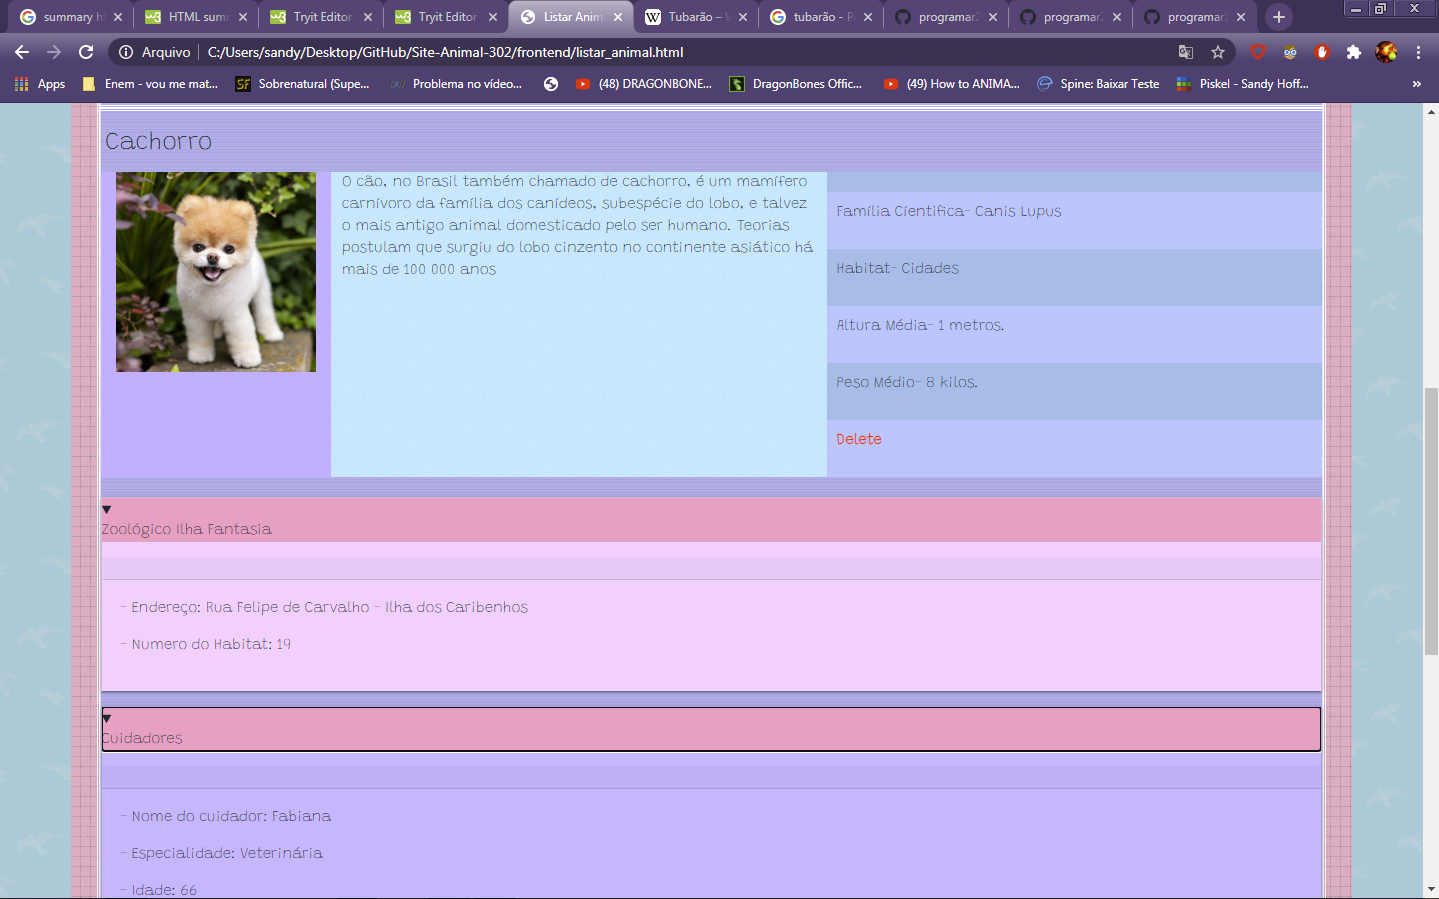 summary h
HTML sum
Tryit Editor
Tryit Editor
Listar Anim
Tubarão – W
tubarão - P
programar2
programar2
programar2
Arquivo C:/Users/sandy/Desktop/GitHub/Site-Animal-302/frontend/listar_animal.html
Apps Enem - vou me mat... Sobrenatural (Supe... Problema no vídeo... (48) DRAGONBONE... DragonBones Offic... (49) How to ANIMA... Spine: Baixar Teste Piskel - Sandy Hoff... »
Cachorro
O cão, no Brasil também chamado de cachorro, é um mamífero
carnívoro da família dos canídeos, subespécie do lobo, e talvez
o mais antigo animal domesticado pelo ser humano. Teorias
postulam que surgiu do lobo cinzento no continente asiático há
mais de 100 000 anos
Família Científica- Canis Lupus
Habitat- Cidades
Altura Média- 1 metros.
Peso Médio- 8 kilos.
Delete
Zoológico Ilha Fantasia
- Endereço: Rua Felipe de Carvalho - Ilha dos Caribenhos
- Numero do Habitat: 19
Cuidadores
- Nome do cuidador: Fabiana
- Especialidade: Veterinária
- Idade: 66